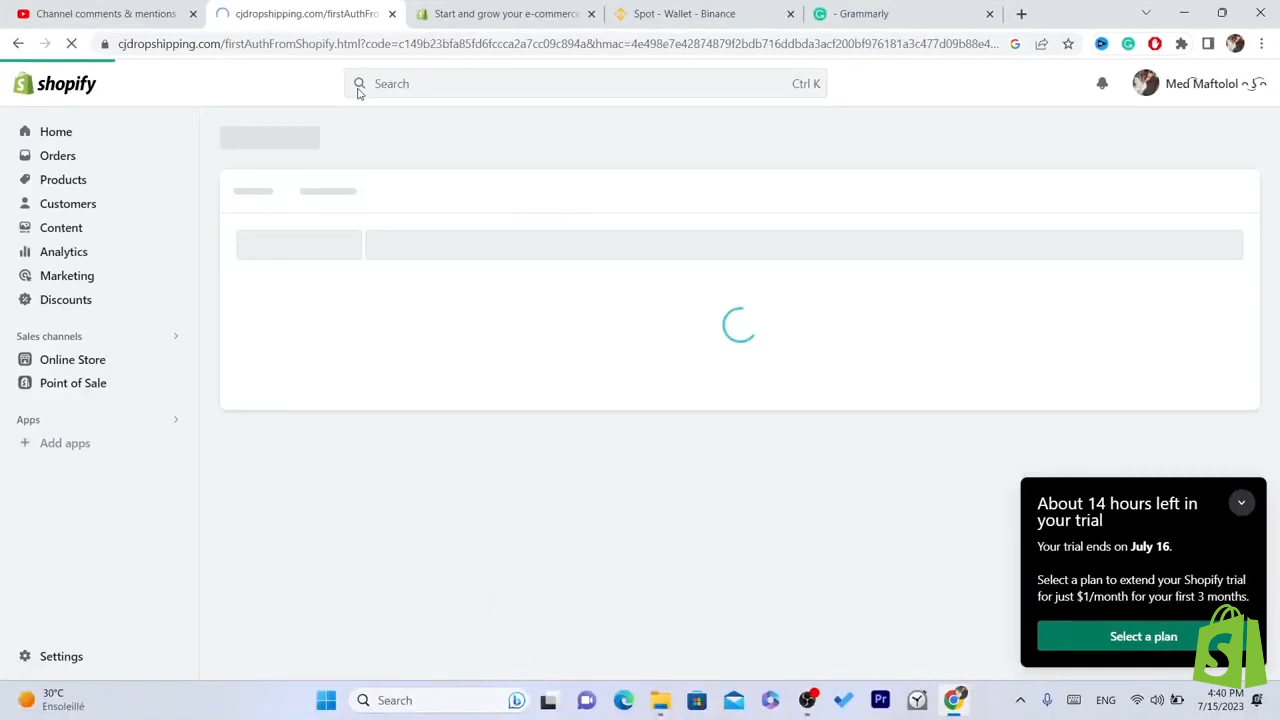 Channel comments & mentions
cjdropshipping.com/firstAuthFro
Start and grow your e-commerce
Spot - Wallet - Binance
- Grammarly
cjdropshipping.com/firstAuthFromShopify.html?code=c149523bf685fd6fccca2a7cc09c894a&hmac=4e498e7e42874879f2bdb716ddbda3acf200bf976181a3c477d09b88e4...
shopify
Search
Ctrl K
Med Maftolol
Home
Orders
Products
Customers
Content
Analytics
Marketing
Discounts
Sales channels
Online Store
Point of Sale
Apps
Add apps
Settings
About 14 hours left in
your trial
Your trial ends on July 16.
Select a plan to extend your Shopify trial
for just $1/month for your first 3 months.
Select a plan
30°C
Ensoleillé
Search
Pr
ENG
4:40 PM
7/15/2023